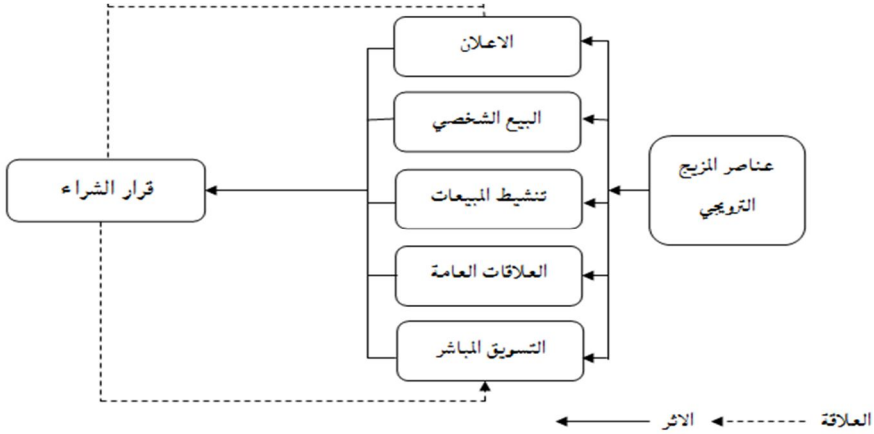 الاعلان
البيع الشخصي
عناصر المزيج
الترويجي
قرار الشراء
تنشيط المبيعات
العلاقات العامة
التسويق المباشر
العلاقة
الاثر